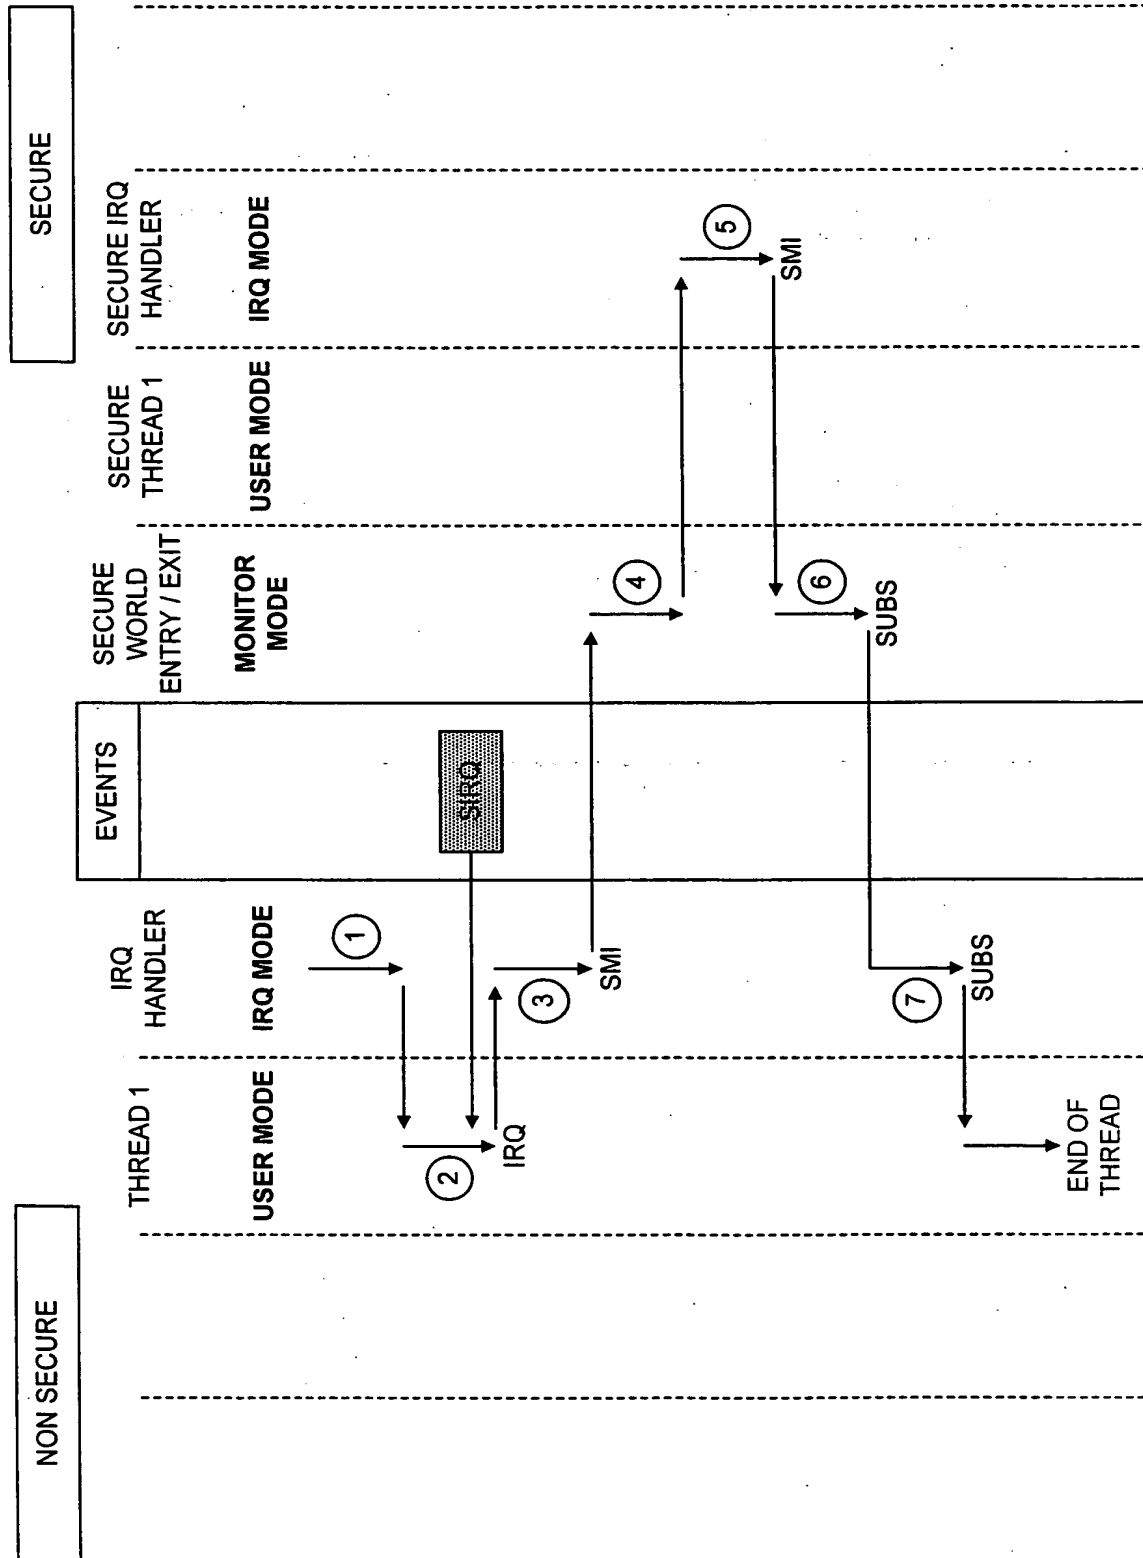 NON SECURE
SECURE
THREAD 1
IRQ
HANDLER
EVENTS
SECURE
WORLD
ENTRY / EXIT
SECURE
THREAD 1
SECURE IRQ
HANDLER
USER MODE
IRQ MODE
MONITOR
MODE
USER MODE
IRQ MODE
1
SIRQ
2
IRQ
3
SMI
4
5
SMI
6
SUBS
7
SUBS
END OF
THREAD